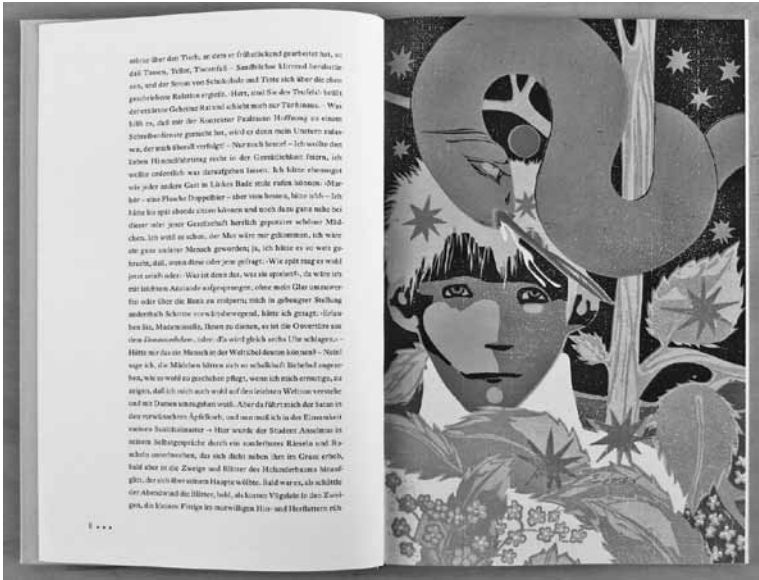 stürze über den Tisch, an dem er frühstückend gearbeitet hat, so
daß Tassen, Teller, Tintenfaß – Sandbüchse klirrend herabstür-
zen, und der Strom von Schokolade und Tinte sich über die eben
geschriebene Relation ergießt. ›Herr, sind Sie des Teufels!‹ brüllt
der erzürnte Geheime Rat und schiebt mich zur Tür hinaus. – Was
hilft es, daß mir der Konrektor Paulmann Hoffnung zu einem
Schreiberdienste gemacht hat, wird es denn mein Unstern zulas-
sen, der mich überall verfolgt! – Nur noch heute! – Ich wollte den
lieben Himmelfahrtstag recht in der Gemütlichkeit feiern, ich
wollte ordentlich was daraufgehen lassen. Ich hätte ebensogut
wie jeder andere Gast in Linkes Bade stolz rufen können: ›Mar-
kör – eine Flasche Doppelbier – aber vom besten, bitte ich!‹ – Ich
hätte bis spät abends sitzen können und noch dazu ganz nahe bei
dieser oder jener Gesellschaft herrlich geputzter schöner Mäd-
chen. Ich weiß es schon, der Mut wäre mir gekommen, ich wäre
ein ganz anderer Mensch geworden; ja, ich hätte es so weit ge-
bracht, daß, wenn diese oder jene gefragt: ›Wie spät mag es wohl
jetzt sein?‹ oder: ›Was ist denn das, was sie spielen?‹, da wäre ich
mit leichtem Anstande aufgesprungen, ohne mein Glas umzuwer-
fen oder über die Bank zu stolpern; mich in gebeugter Stellung
anderthalb Schritte vorwärtsbewegend, hätte ich gesagt: ›Erlau-
ben Sie, Mademoiselle, Ihnen zu dienen, es ist die Ouvertüre aus
dem Donauweibchen‹, oder: ›Es wird gleich sechs Uhr schlagen.‹ –
Hätte mir das ein Mensch in der Welt übel deuten können? – Nein!
sage ich, die Mädchen hätten sich so schalkhaft lächelnd angese-
hen, wie es wohl zu geschehen pflegt, wenn ich mich ermutige, zu
zeigen, daß ich mich auch wohl auf den leichten Weltton verstehe
und mit Damen umzugehen weiß. Aber da führt mich der Satan in
den verwünschten Äpfelkorb, und nun muß ich in der Einsamkeit
meinen Sanitätsknaster –« Hier wurde der Student Anselmus in
seinem Selbstgespräche durch ein sonderbares Rieseln und Ra-
scheln unterbrochen, das sich dicht neben ihm im Grase erhob,
bald aber in die Zweige und Blätter des Holunderbaums hinauf-
glitt, der sich über seinem Haupte wölbte. Bald war es, als schüttle
der Abendwind die Blätter, bald, als kosten Vögelein in den Zwei-
gen, die kleinen Fittige im mutwilligen Hin- und Herflattern rüh-
8